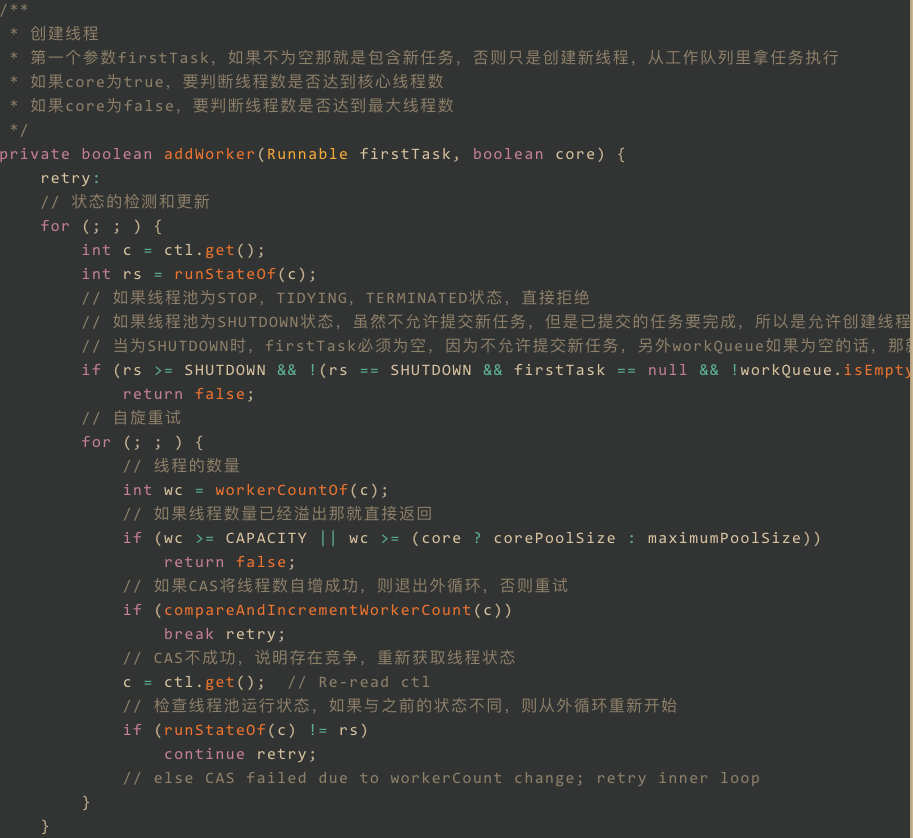 /**
 * 创建线程
 * 第一个参数firstTask，如果不为空那就是包含新任务，否则只是创建新线程，从工作队列里拿任务执行
 * 如果core为true，要判断线程数是否达到核心线程数
 * 如果core为false，要判断线程数是否达到最大线程数
 */
private boolean addWorker(Runnable firstTask, boolean core) {
    retry:
    // 状态的检测和更新
    for (; ; ) {
        int c = ctl.get();
        int rs = runStateOf(c);
        // 如果线程池为STOP，TIDYING，TERMINATED状态，直接拒绝
        // 如果线程池为SHUTDOWN状态，虽然不允许提交新任务，但是已提交的任务要完成，所以是允许创建线程
        // 当为SHUTDOWN时，firstTask必须为空，因为不允许提交新任务，另外workQueue如果为空的话，那
        if (rs >= SHUTDOWN && !(rs == SHUTDOWN && firstTask == null && !workQueue.isEmpty
            return false;
        // 自旋重试
        for (; ; ) {
            // 线程的数量
            int wc = workerCountOf(c);
            // 如果线程数量已经溢出那就直接返回
            if (wc >= CAPACITY || wc >= (core ? corePoolSize : maximumPoolSize))
                return false;
            // 如果CAS将线程数自增成功，则退出外循环，否则重试
            if (compareAndIncrementWorkerCount(c))
                break retry;
            // CAS不成功，说明存在竞争，重新获取线程状态
            c = ctl.get();  // Re-read ctl
            // 检查线程池运行状态，如果与之前的状态不同，则从外循环重新开始
            if (runStateOf(c) != rs)
                continue retry;
            // else CAS failed due to workerCount change; retry inner loop
        }
    }